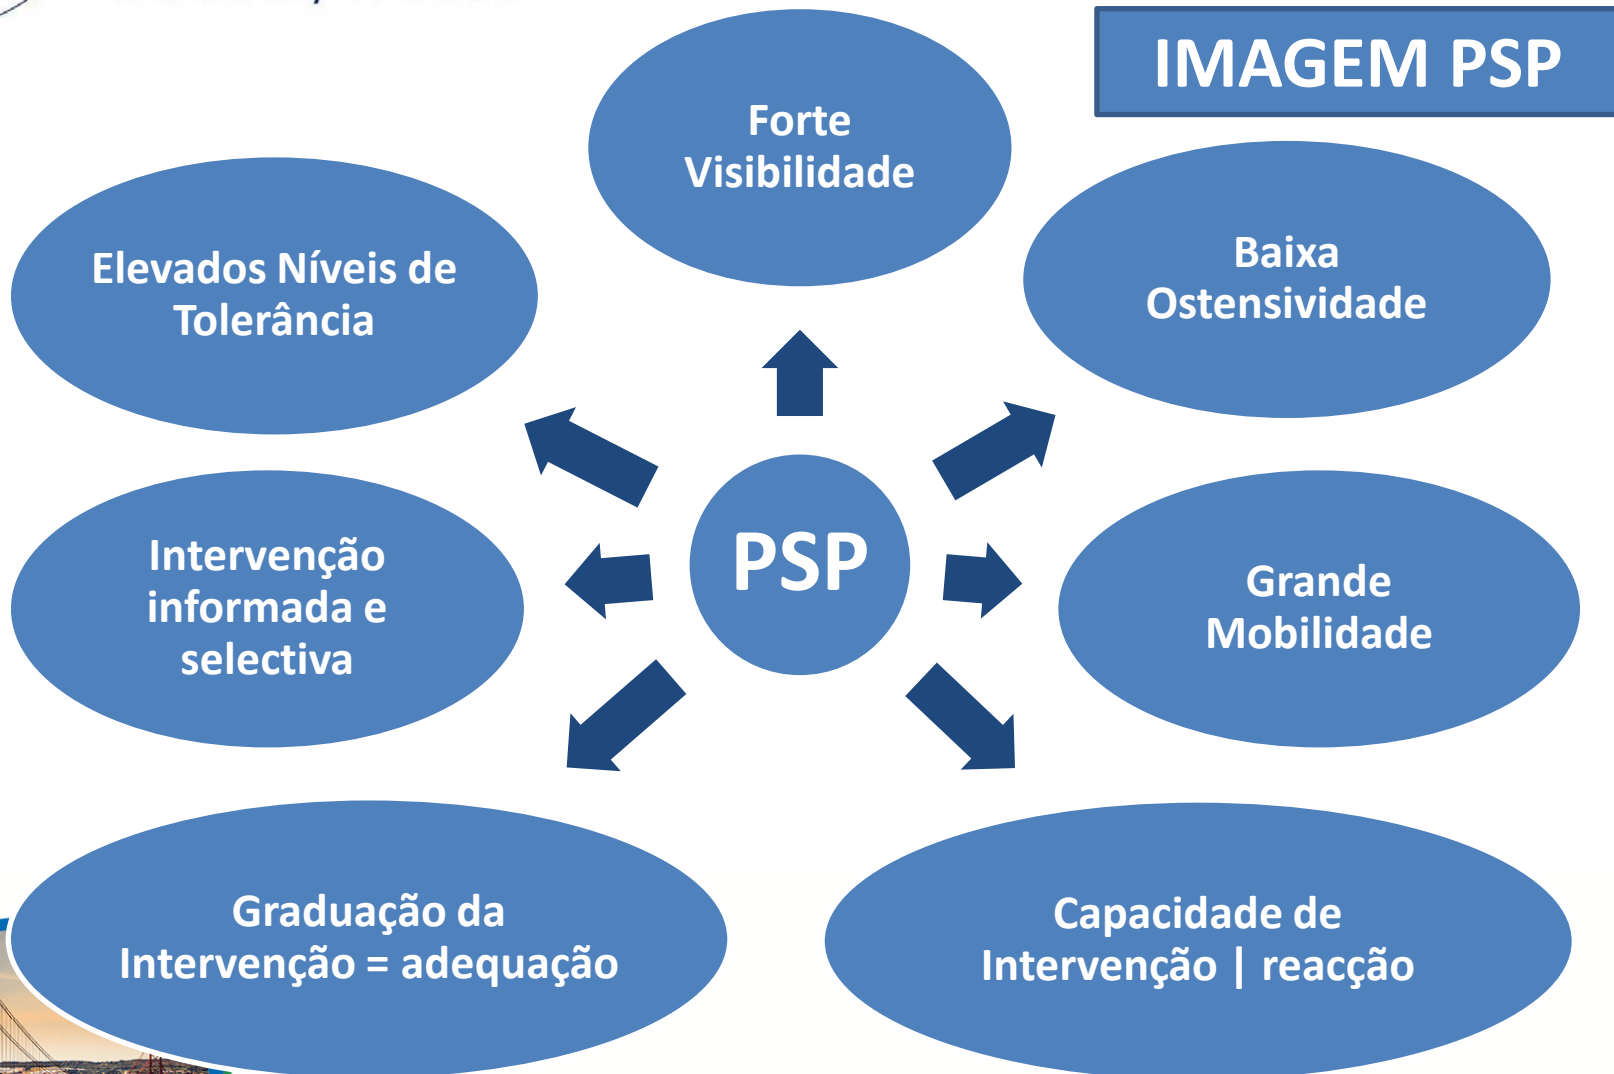 IMAGEM PSP
Forte
Visibilidade
Baixa
Ostensividade
Elevados Níveis de
Tolerância
PSP
Intervenção
informada e
selectiva
Grande
Mobilidade
Graduação da
Intervenção = adequação
Capacidade de
Intervenção | reacção